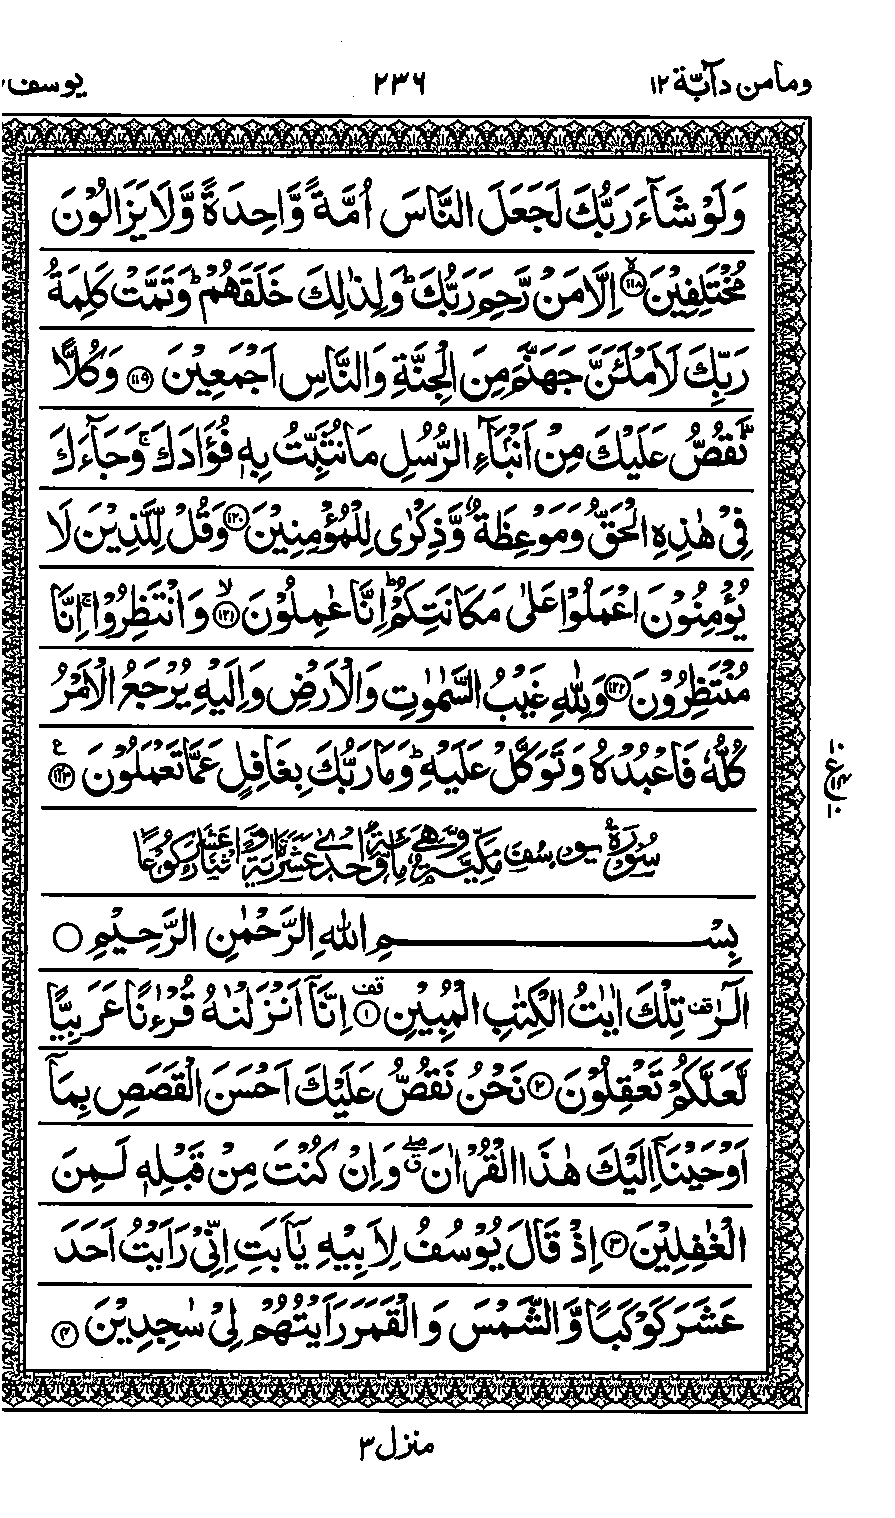 ومامن دآبّة ١٢
٢٣٦
يوسف
وَلَوْ شَآءَ رَبُّكَ لَجَعَلَ النَّاسَ اُمَّةً وَّاحِدَةً وَّلَا يَزَالُوْنَ
مُخْتَلِفِيْنَ ﴿١١٨﴾ۙ اِلَّا مَنْ رَّحِمَ رَبُّكَ ؕ وَلِذٰلِكَ خَلَقَهُمْ ؕ وَتَمَّتْ كَلِمَةُ
رَبِّكَ لَاَمْلَئَنَّ جَهَنَّمَ مِنَ الْجِنَّةِ وَالنَّاسِ اَجْمَعِيْنَ ﴿١١٩﴾ وَكُلًّا
نَّقُصُّ عَلَيْكَ مِنْ اَنْۢبَآءِ الرُّسُلِ مَا نُثَبِّتُ بِهٖ فُؤَادَكَ ۚ وَجَآءَكَ
فِيْ هٰذِهِ الْحَقُّ وَمَوْعِظَةٌ وَّذِكْرٰى لِلْمُؤْمِنِيْنَ ﴿١٢٠﴾ وَقُلْ لِّلَّذِيْنَ لَا
يُؤْمِنُوْنَ اعْمَلُوْا عَلٰى مَكَانَتِكُمْ ؕ اِنَّا عٰمِلُوْنَ ﴿١٢١﴾ۙ وَانْتَظِرُوْا ۚ اِنَّا
مُنْتَظِرُوْنَ ﴿١٢٢﴾ وَلِلّٰهِ غَيْبُ السَّمٰوٰتِ وَالْاَرْضِ وَاِلَيْهِ يُرْجَعُ الْاَمْرُ
كُلُّهٗ فَاعْبُدْهُ وَتَوَكَّلْ عَلَيْهِ ؕ وَمَا رَبُّكَ بِغَافِلٍ عَمَّا تَعْمَلُوْنَ ﴿١٢٣﴾ ع
سُوْرَةُ يُوْسُفَ مَكِّيَّةٌ وَّهِيَ مِائَةٌ وَّاِحْدٰى عَشْرَةَ اٰيَةً وَّاثْنَا عَشَرَ رُكُوْعًا
بِسْمِ اللّٰهِ الرَّحْمٰنِ الرَّحِيْمِ
الٓرٰ ۫ تِلْكَ اٰيٰتُ الْكِتٰبِ الْمُبِيْنِ ﴿١﴾ قف اِنَّآ اَنْزَلْنٰهُ قُرْءٰنًا عَرَبِيًّا
لَّعَلَّكُمْ تَعْقِلُوْنَ ﴿٢﴾ نَحْنُ نَقُصُّ عَلَيْكَ اَحْسَنَ الْقَصَصِ بِمَآ
اَوْحَيْنَآ اِلَيْكَ هٰذَا الْقُرْاٰنَ ۖ ق وَاِنْ كُنْتَ مِنْ قَبْلِهٖ لَمِنَ
الْغٰفِلِيْنَ ﴿٣﴾ اِذْ قَالَ يُوْسُفُ لِاَبِيْهِ يٰٓاَبَتِ اِنِّيْ رَاَيْتُ اَحَدَ
عَشَرَ كَوْكَبًا وَّالشَّمْسَ وَالْقَمَرَ رَاَيْتُهُمْ لِيْ سٰجِدِيْنَ ﴿٤﴾
منزل ٣